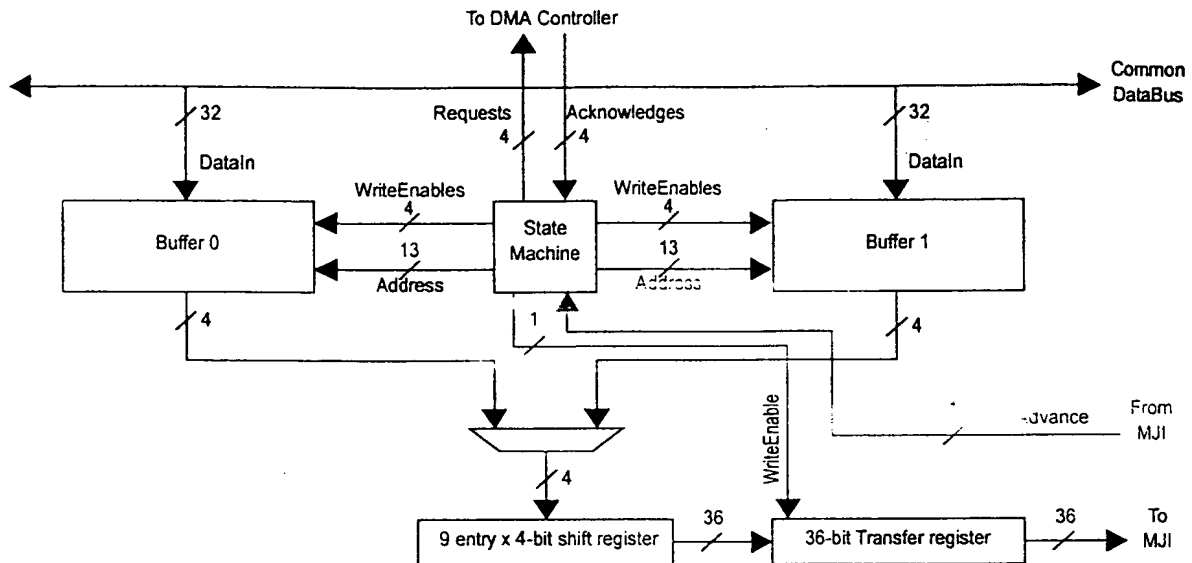 To DMA Controller
Common
DataBus
32
Requests
4
Acknowledges
4
32
DataIn
DataIn
WriteEnables
4
WriteEnables
4
Buffer 0
State
Machine
Buffer 1
13
Address
13
Address
4
1
4
WriteEnable
From
MJI
4
9 entry x 4-bit shift register
36
36-bit Transfer register
36
To
MJI